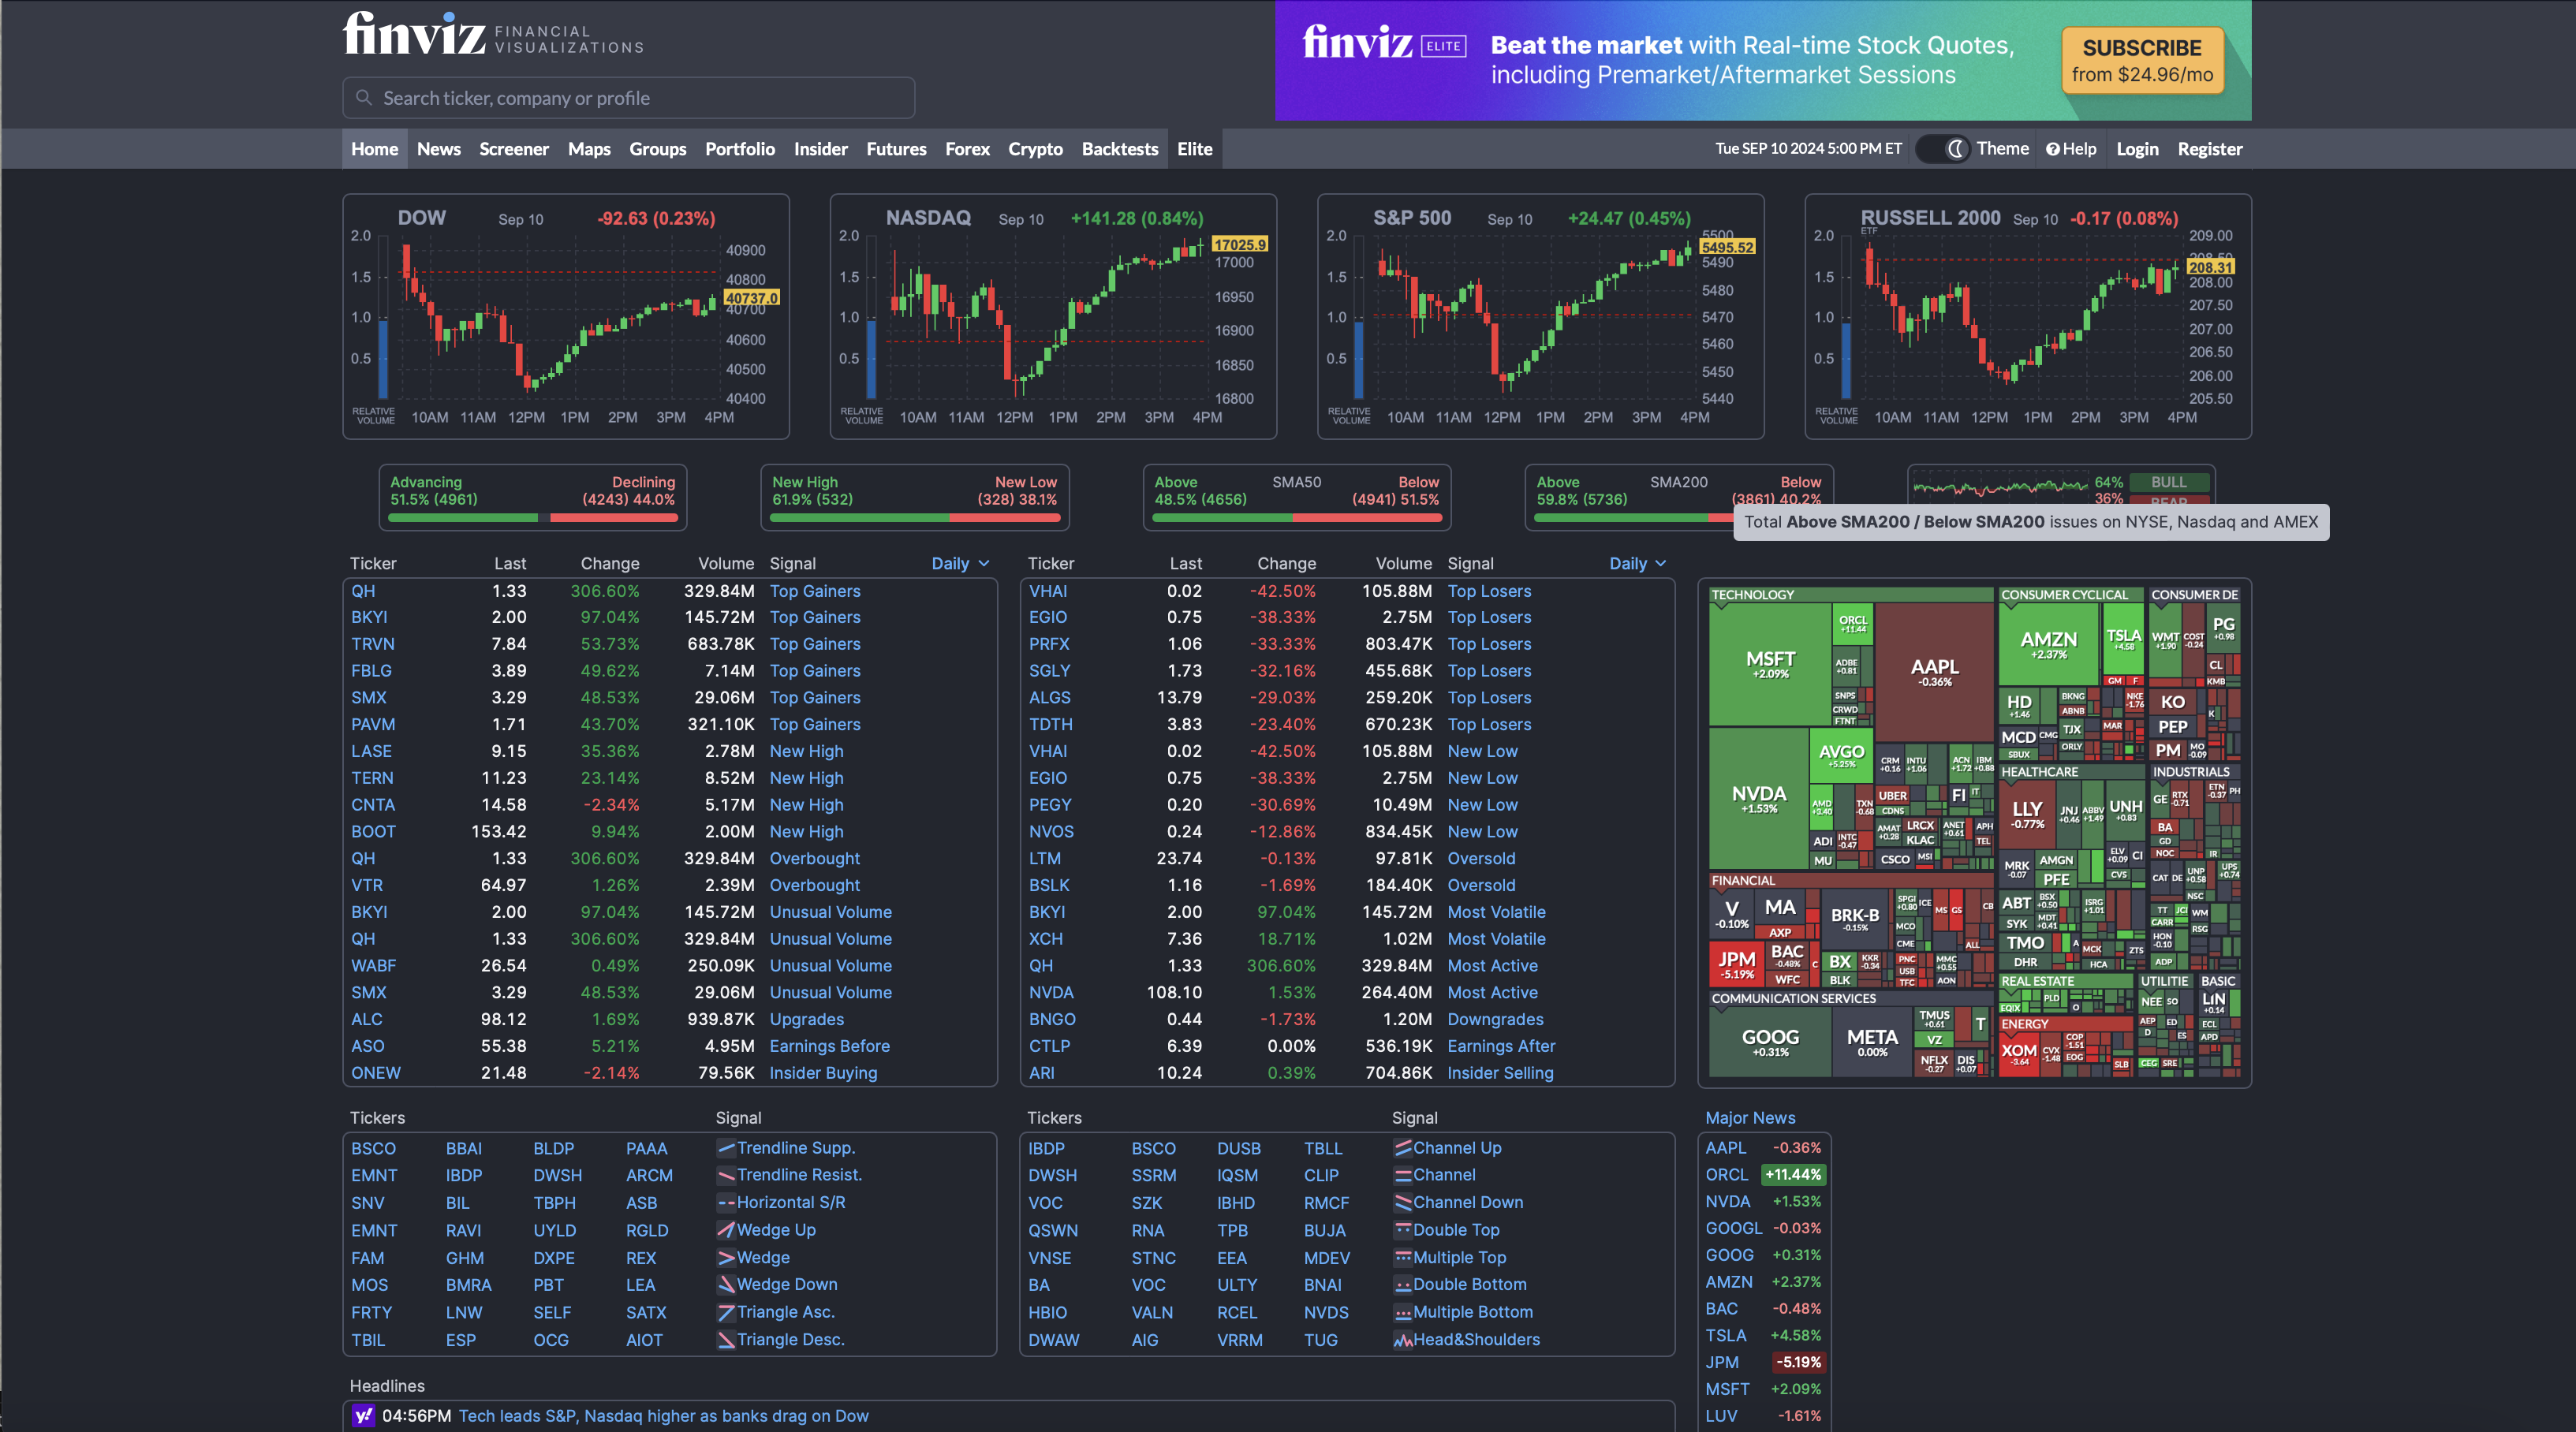 finviz FINANCIAL VISUALIZATIONS
Search ticker, company or profile
finviz ELITE Beat the market with Real-time Stock Quotes,
including Premarket/Aftermarket Sessions
SUBSCRIBE
from $24.96/mo
Home News Screener Maps Groups Portfolio Insider Futures Forex Crypto Backtests Elite
Tue SEP 10 2024 5:00 PM ET Theme Help Login Register
DOW Sep 10 -92.63 (0.23%)
2.0 1.5 1.0 0.5
40900 40800 40737.0 40700 40600 40500 40400
RELATIVE VOLUME 10AM 11AM 12PM 1PM 2PM 3PM 4PM
NASDAQ Sep 10 +141.28 (0.84%)
2.0 1.5 1.0 0.5
17025.9 17000 16950 16900 16850 16800
RELATIVE VOLUME 10AM 11AM 12PM 1PM 2PM 3PM 4PM
S&P 500 Sep 10 +24.47 (0.45%)
2.0 1.5 1.0 0.5
5500 5495.52 5490 5480 5470 5460 5450 5440
RELATIVE VOLUME 10AM 11AM 12PM 1PM 2PM 3PM 4PM
RUSSELL 2000 Sep 10 -0.17 (0.08%)
ETF
2.0 1.5 1.0 0.5
209.00 208.31 208.00 207.50 207.00 206.50 206.00 205.50
RELATIVE VOLUME 10AM 11AM 12PM 1PM 2PM 3PM 4PM
Advancing Declining
51.5% (4961) (4243) 44.0%
New High New Low
61.9% (532) (328) 38.1%
Above SMA50 Below
48.5% (4656) (4941) 51.5%
Above SMA200 Below
59.8% (5736) (3861) 40.2%
64% BULL
36% BEAR
Total Above SMA200 / Below SMA200 issues on NYSE, Nasdaq and AMEX
Ticker Last Change Volume Signal Daily
QH 1.33 306.60% 329.84M Top Gainers
BKYI 2.00 97.04% 145.72M Top Gainers
TRVN 7.84 53.73% 683.78K Top Gainers
FBLG 3.89 49.62% 7.14M Top Gainers
SMX 3.29 48.53% 29.06M Top Gainers
PAVM 1.71 43.70% 321.10K Top Gainers
LASE 9.15 35.36% 2.78M New High
TERN 11.23 23.14% 8.52M New High
CNTA 14.58 -2.34% 5.17M New High
BOOT 153.42 9.94% 2.00M New High
QH 1.33 306.60% 329.84M Overbought
VTR 64.97 1.26% 2.39M Overbought
BKYI 2.00 97.04% 145.72M Unusual Volume
QH 1.33 306.60% 329.84M Unusual Volume
WABF 26.54 0.49% 250.09K Unusual Volume
SMX 3.29 48.53% 29.06M Unusual Volume
ALC 98.12 1.69% 939.87K Upgrades
ASO 55.38 5.21% 4.95M Earnings Before
ONEW 21.48 -2.14% 79.56K Insider Buying
Ticker Last Change Volume Signal Daily
VHAI 0.02 -42.50% 105.88M Top Losers
EGIO 0.75 -38.33% 2.75M Top Losers
PRFX 1.06 -33.33% 803.47K Top Losers
SGLY 1.73 -32.16% 455.68K Top Losers
ALGS 13.79 -29.03% 259.20K Top Losers
TDTH 3.83 -23.40% 670.23K Top Losers
VHAI 0.02 -42.50% 105.88M New Low
EGIO 0.75 -38.33% 2.75M New Low
PEGY 0.20 -30.69% 10.49M New Low
NVOS 0.24 -12.86% 834.45K New Low
LTM 23.74 -0.13% 97.81K Oversold
BSLK 1.16 -1.69% 184.40K Oversold
BKYI 2.00 97.04% 145.72M Most Volatile
XCH 7.36 18.71% 1.02M Most Volatile
QH 1.33 306.60% 329.84M Most Active
NVDA 108.10 1.53% 264.40M Most Active
BNGO 0.44 -1.73% 1.20M Downgrades
CTLP 6.39 0.00% 536.19K Earnings After
ARI 10.24 0.39% 704.86K Insider Selling
TECHNOLOGY
MSFT +2.09%
ORCL +11.44
ADBE +0.81
SNPS
CRWD
FTNT
AAPL -0.36%
NVDA +1.53%
AVGO +5.25%
AMD +3.40
TXN -0.68
ADI
INTC -0.47
MU
CRM +0.16
INTU +1.06
ACN +1.72
IBM +0.88
UBER
CDNS
FI
IT
AMAT +0.28
LRCX
KLAC
ANET +0.61
APH
TEL
CSCO
MSI
CONSUMER CYCLICAL
AMZN +2.37%
TSLA +4.58
GM F
HD +1.46
BKNG
ABNB
NKE -1.76
MCD
CMG
TJX
MAR
SBUX
ORLY
CONSUMER DE
WMT +1.90
COST -0.24
PG +0.98
CL
KMB
KO
K
PEP
PM
MO -0.09
FINANCIAL
V -0.10%
MA
AXP
BRK-B -0.15%
SPGI +0.80
ICE
MS GS
CB
MCO
CME
ALL
JPM -5.19%
BAC -0.48%
WFC
C
BX
BLK
KKR -0.34
PNC
USB
TFC
MMC +0.55
AON
HEALTHCARE
LLY -0.77%
JNJ +0.46
ABBV +1.49
UNH +0.83
MRK -0.07
AMGN
PFE
ELV +0.09
CI
CVS
ABT
BSX +0.50
ISRG +1.01
SYK
MDT +0.41
TMO
A
MCK
ZTS
DHR
HCA
INDUSTRIALS
GE
RTX -0.71
ETN -0.37
PH
BA
GD
NOC
IR
CAT DE
UNP +0.58
UPS +0.74
NSC
TT JCI WM
CARR
RSG
HON -0.10
ADP
COMMUNICATION SERVICES
GOOG +0.31%
META 0.00%
TMUS +0.61
VZ
T
NFLX -0.27
DIS +0.07
REAL ESTATE
PLD
EQIX
O
ENERGY
XOM -3.64
CVX -1.48
COP -1.51
EOG
SLB
UTILITIE
NEE SO
AEP
ED
D
ES
CEG SRE
BASIC
LIN +0.14
ECL
APD
Tickers Signal
BSCO BBAI BLDP PAAA Trendline Supp.
EMNT IBDP DWSH ARCM Trendline Resist.
SNV BIL TBPH ASB Horizontal S/R
EMNT RAVI UYLD RGLD Wedge Up
FAM GHM DXPE REX Wedge
MOS BMRA PBT LEA Wedge Down
FRTY LNW SELF SATX Triangle Asc.
TBIL ESP OCG AIOT Triangle Desc.
Tickers Signal
IBDP BSCO DUSB TBLL Channel Up
DWSH SSRM IQSM CLIP Channel
VOC SZK IBHD RMCF Channel Down
QSWN RNA TPB BUJA Double Top
VNSE STNC EEA MDEV Multiple Top
BA VOC ULTY BNAI Double Bottom
HBIO VALN RCEL NVDS Multiple Bottom
DWAW AIG VRRM TUG Head&Shoulders
Major News
AAPL -0.36%
ORCL +11.44%
NVDA +1.53%
GOOGL -0.03%
GOOG +0.31%
AMZN +2.37%
BAC -0.48%
TSLA +4.58%
JPM -5.19%
MSFT +2.09%
LUV -1.61%
Headlines
y! 04:56PM Tech leads S&P, Nasdaq higher as banks drag on Dow